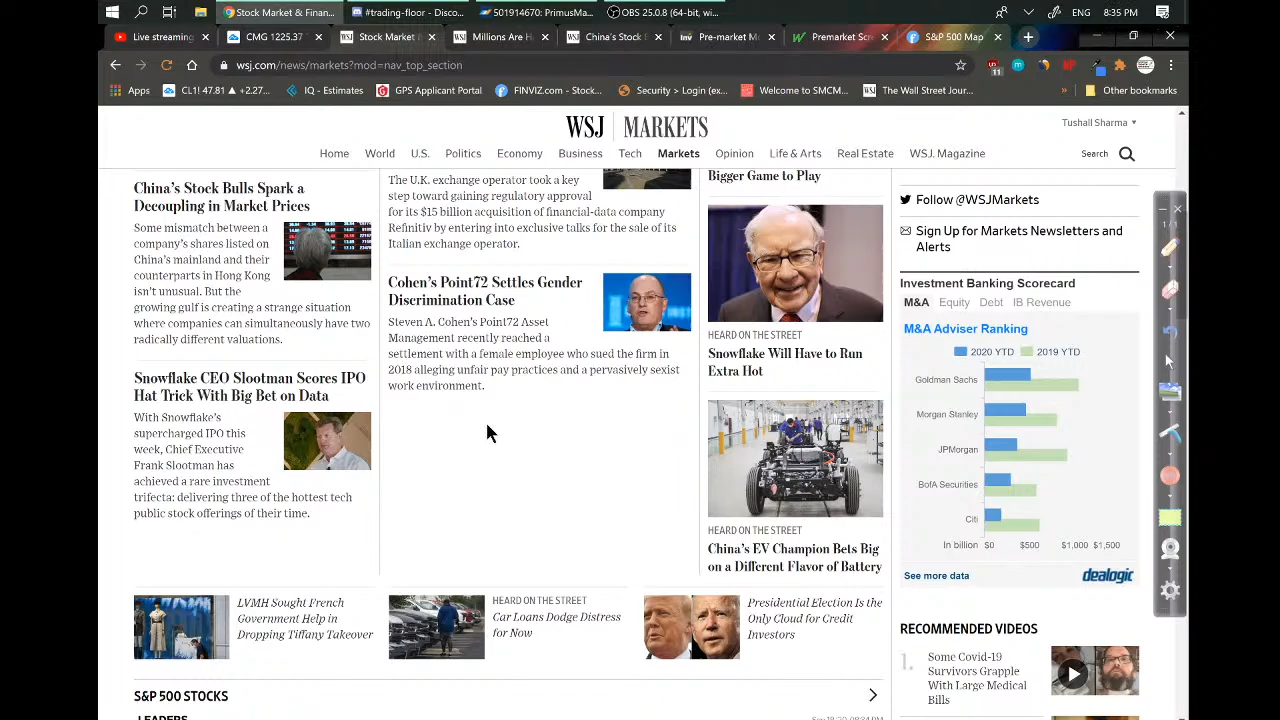 Stock Market & Finan...
#trading-floor - Disco...
501914670: PrimusMa...
OBS 25.0.8 (64-bit, wi...
ENG
8:35 PM
Live streaming
CMG 1225.37
Stock Market
Millions Are H
China's Stock E
Pre-market M
Premarket Scr
S&P 500 Map
wsj.com/news/markets?mod=nav_top_section
11
Apps
CL1! 47.81 ▲ +2.27...
IQ - Estimates
GPS Applicant Portal
FINVIZ.com - Stock...
Security > Login (ex...
Welcome to SMCM...
The Wall Street Jour...
»
Other bookmarks
WSJ | MARKETS
Tushall Sharma
Home
World
U.S.
Politics
Economy
Business
Tech
Markets
Opinion
Life & Arts
Real Estate
WSJ. Magazine
Search
China's Stock Bulls Spark a
Decoupling in Market Prices
Some mismatch between a
company's shares listed on
China's mainland and their
counterparts in Hong Kong
isn't unusual. But the
growing gulf is creating a strange situation
where companies can simultaneously have two
radically different valuations.
Snowflake CEO Slootman Scores IPO
Hat Trick With Big Bet on Data
With Snowflake's
supercharged IPO this
week, Chief Executive
Frank Slootman has
achieved a rare investment
trifecta: delivering three of the hottest tech
public stock offerings of their time.
The U.K. exchange operator took a key
step toward gaining regulatory approval
for its $15 billion acquisition of financial-data company
Refinitiv by entering into exclusive talks for the sale of its
Italian exchange operator.
Cohen's Point72 Settles Gender
Discrimination Case
Steven A. Cohen's Point72 Asset
Management recently reached a
settlement with a female employee who sued the firm in
2018 alleging unfair pay practices and a pervasively sexist
work environment.
Bigger Game to Play
HEARD ON THE STREET
Snowflake Will Have to Run
Extra Hot
HEARD ON THE STREET
China's EV Champion Bets Big
on a Different Flavor of Battery
Follow @WSJMarkets
Sign Up for Markets Newsletters and
Alerts
Investment Banking Scorecard
M&A Equity Debt IB Revenue
M&A Adviser Ranking
2020 YTD 2019 YTD
Goldman Sachs
Morgan Stanley
JPMorgan
BofA Securities
Citi
In billion $0 $500 $1,000 $1,500
See more data
dealogic
1 / 1
LVMH Sought French
Government Help in
Dropping Tiffany Takeover
HEARD ON THE STREET
Car Loans Dodge Distress
for Now
Presidential Election Is the
Only Cloud for Credit
Investors
RECOMMENDED VIDEOS
1.
Some Covid-19
Survivors Grapple
With Large Medical
Bills
S&P 500 STOCKS
LEADERS